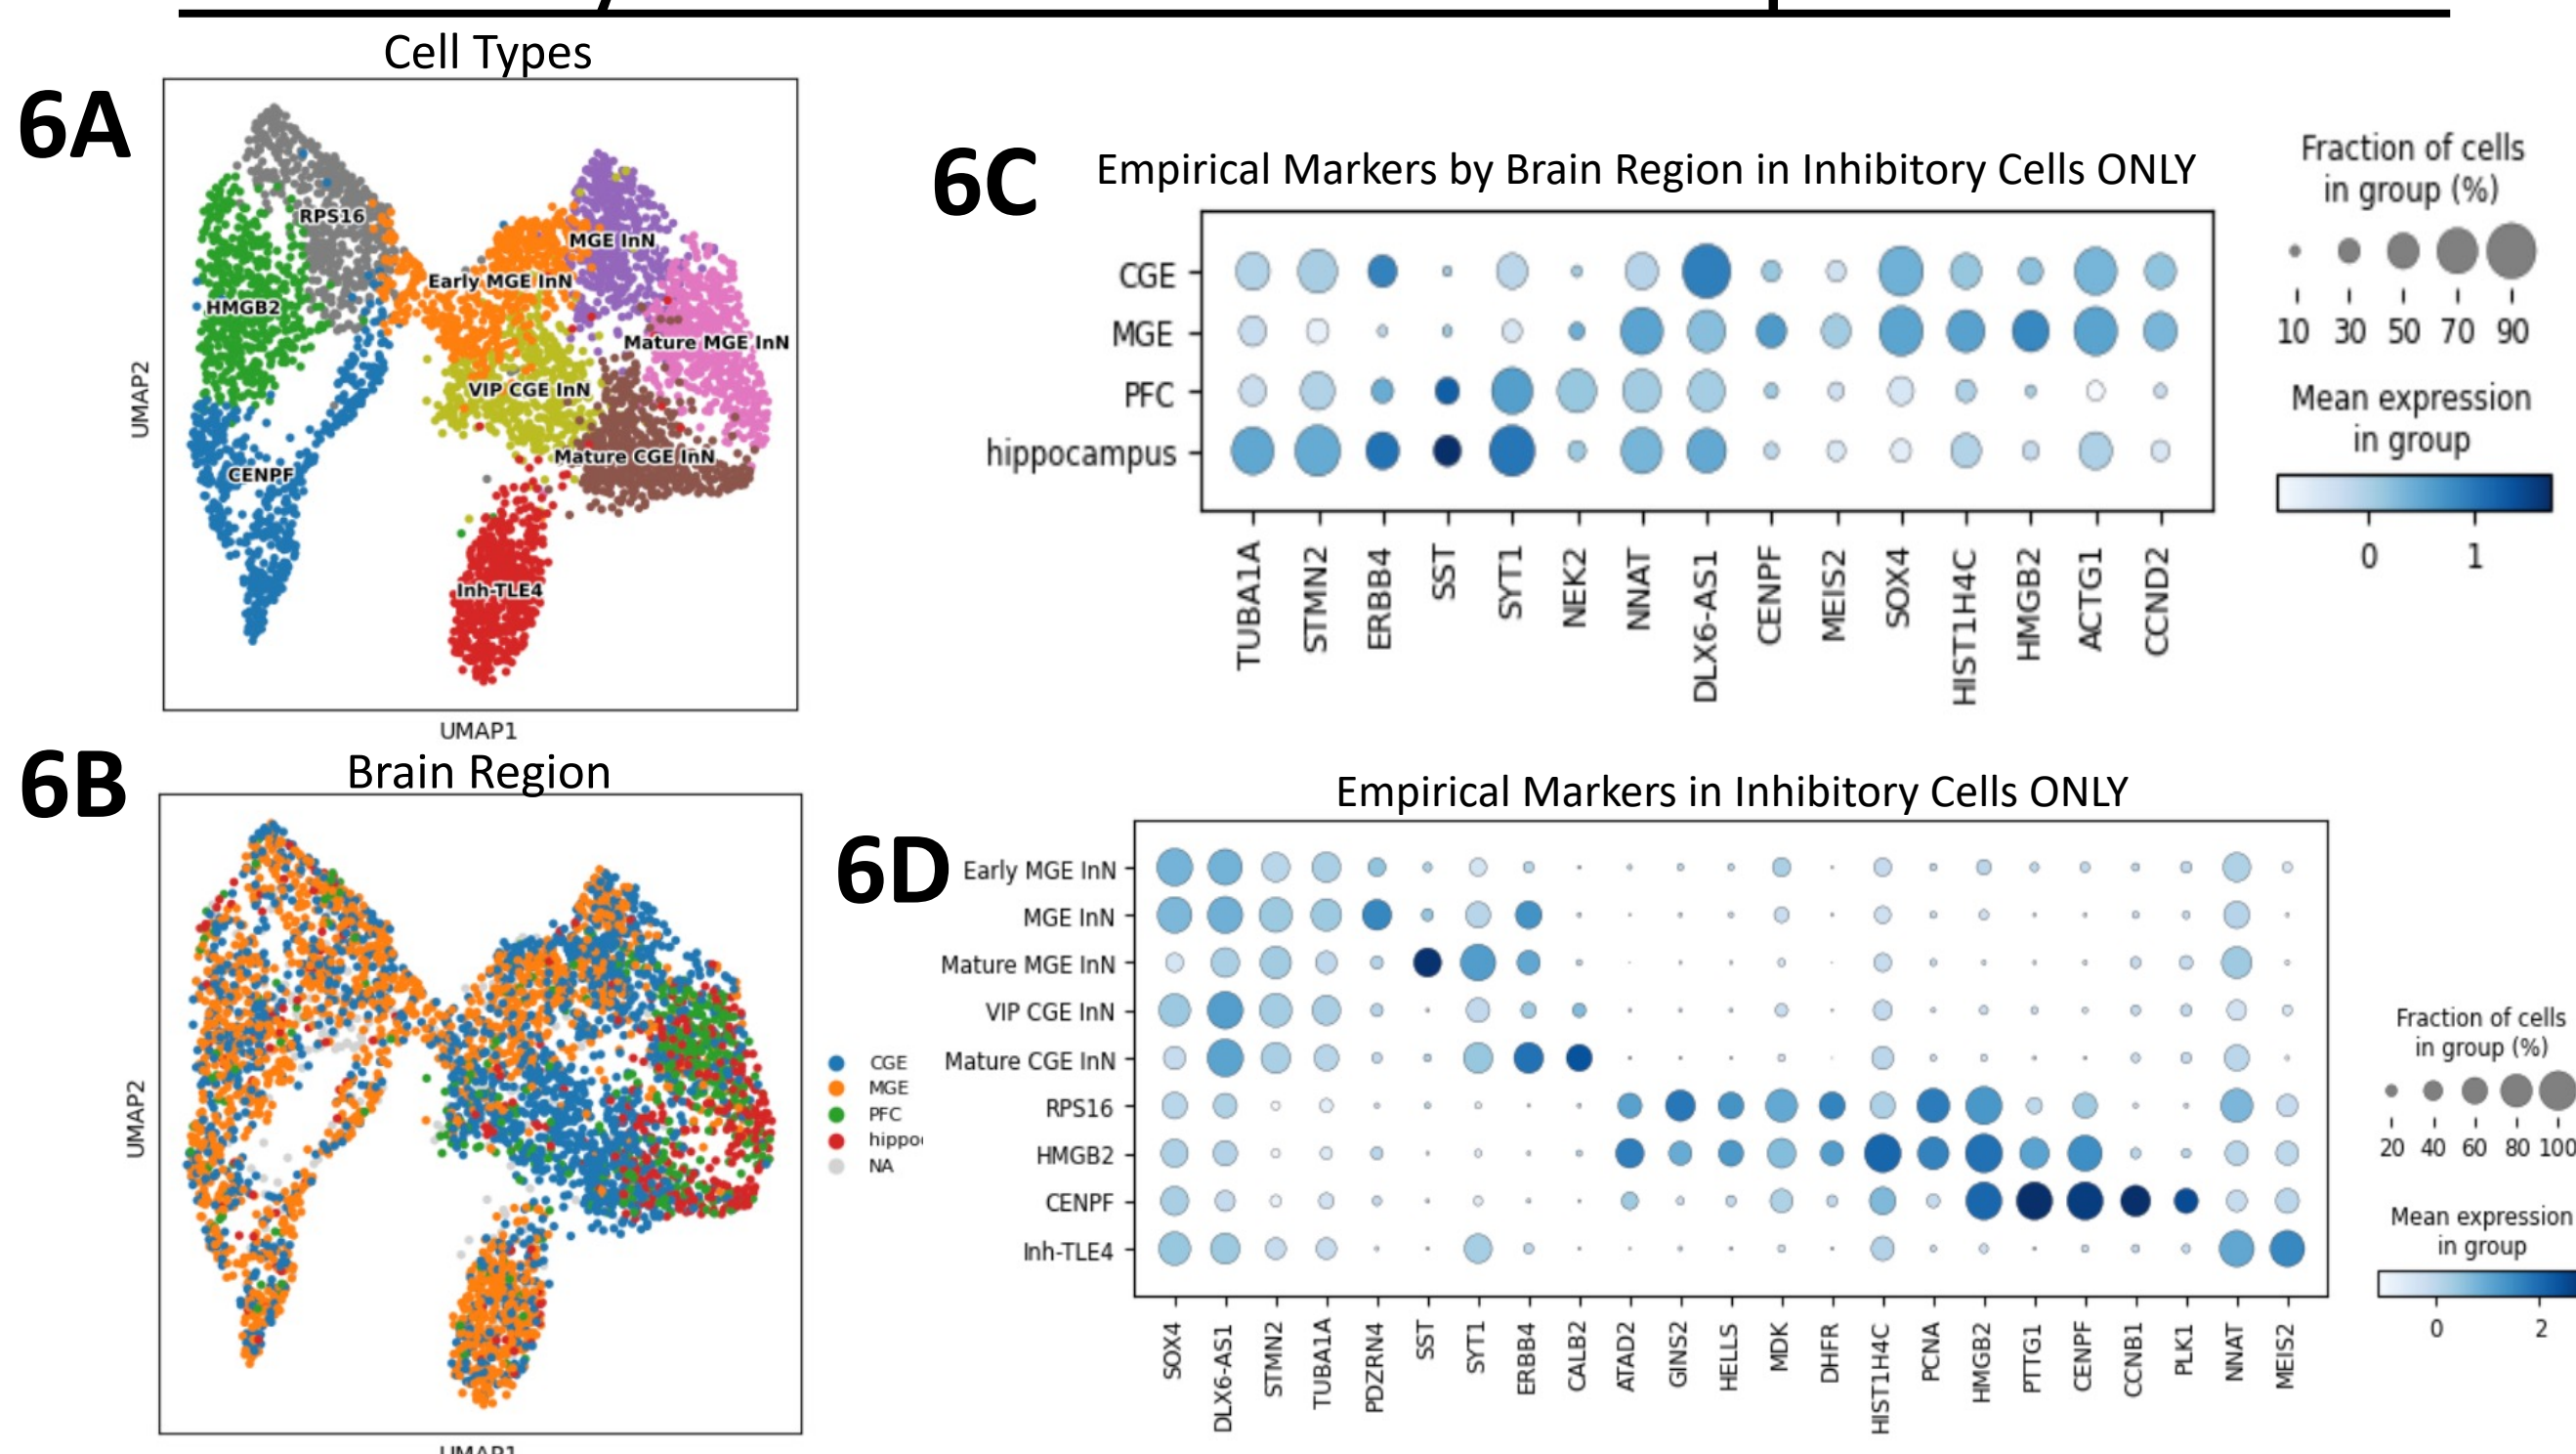 Cell Types
6A
RPS16
MGE InN
Early MGE InN
HMGB2
Mature MGE InN
VIP CGE InN
Mature CGE InN
CENPF
Inh-TLE4
UMAP2
UMAP1
6C
Empirical Markers by Brain Region in Inhibitory Cells ONLY
CGE
MGE
PFC
hippocampus
TUBA1A
STMN2
ERBB4
SST
SYT1
NEK2
NNAT
DLX6-AS1
CENPF
MEIS2
SOX4
HIST1H4C
HMGB2
ACTG1
CCND2
Fraction of cells
in group (%)
10 30 50 70 90
Mean expression
in group
0 1
6B
Brain Region
UMAP2
UMAP1
CGE
MGE
PFC
hippo
NA
6D
Empirical Markers in Inhibitory Cells ONLY
Early MGE InN
MGE InN
Mature MGE InN
VIP CGE InN
Mature CGE InN
RPS16
HMGB2
CENPF
Inh-TLE4
SOX4
DLX6-AS1
STMN2
TUBA1A
PDZRN4
SST
SYT1
ERBB4
CALB2
ATAD2
GINS2
HELLS
MDK
DHFR
HIST1H4C
PCNA
HMGB2
PTTG1
CENPF
CCNB1
PLK1
NNAT
MEIS2
Fraction of cells
in group (%)
20 40 60 80 100
Mean expression
in group
0 2